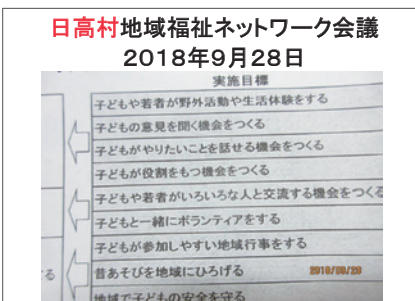 日高村地域福祉ネットワーク会議
2018年9月28日
実施目標
子どもや若者が野外活動や生活体験をする
子どもの意見を聞く機会をつくる
子どもがやりたいことを話せる機会をつくる
子どもが役割をもつ機会をつくる
子どもや若者がいろいろな人と交流する機会をつくる
子どもと一緒にボランティアをする
子どもが参加しやすい地域行事をする
る
昔あそびを地域にひろげる
2018/09/28
地域で子どもの安全を守る